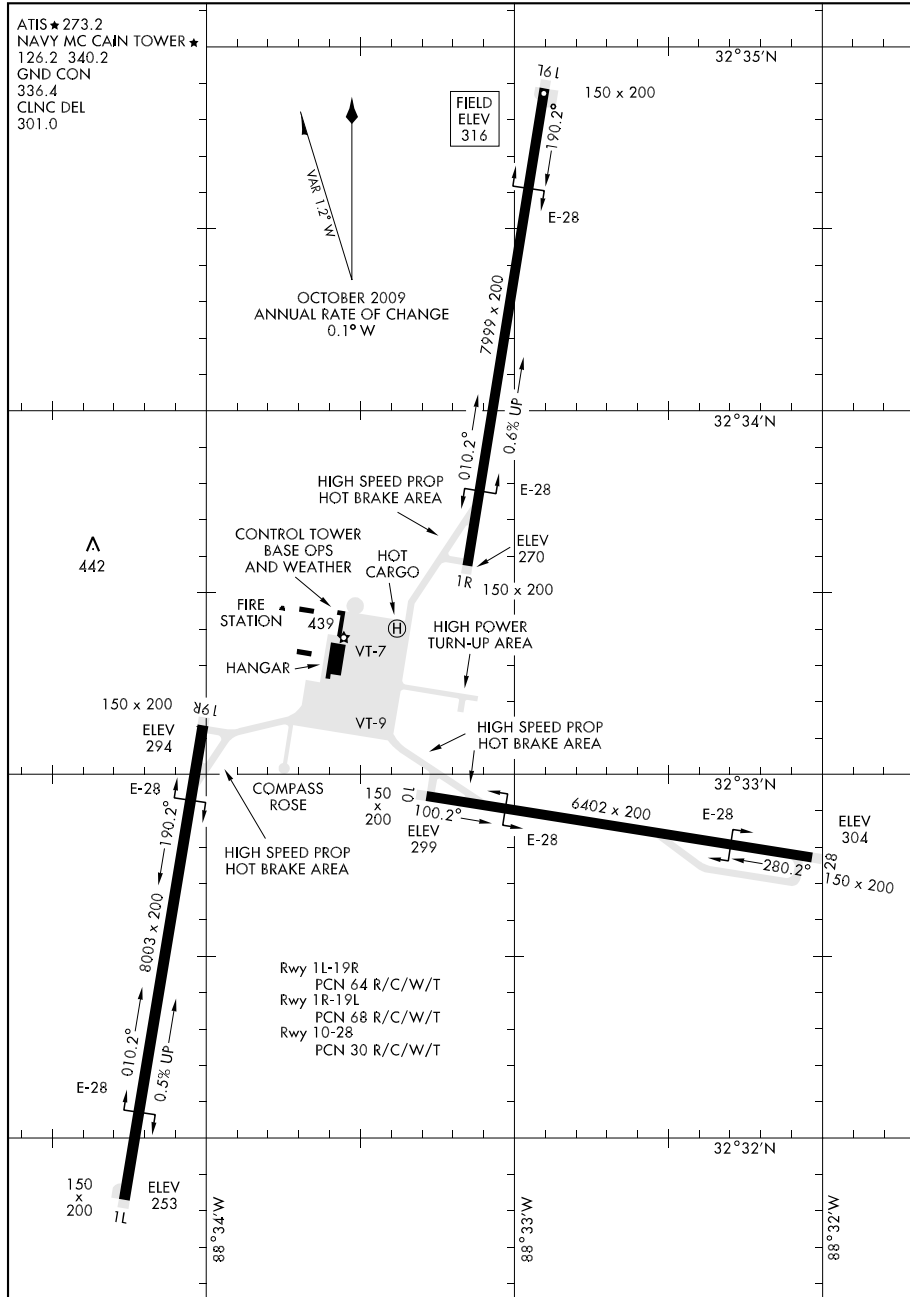 ATIS ★ 273.2
NAVY MC CAIN TOWER ★
126.2 340.2
GND CON
336.4
CLNC DEL
301.0
32°35'N
19L
150 x 200
FIELD
ELEV
316
190.2°
E-28
VAR 1.2° W
OCTOBER 2009
ANNUAL RATE OF CHANGE
0.1° W
7999 x 200
32°34'N
010.2°
0.6% UP
E-28
HIGH SPEED PROP
HOT BRAKE AREA
ELEV
270
1R
150 x 200
442
CONTROL TOWER
BASE OPS
AND WEATHER
HOT
CARGO
FIRE
STATION
439
H
VT-7
HANGAR
HIGH POWER
TURN-UP AREA
VT-9
150 x 200
19R
ELEV
294
HIGH SPEED PROP
HOT BRAKE AREA
32°33'N
E-28
190.2°
COMPASS
ROSE
HIGH SPEED PROP
HOT BRAKE AREA
150
x
200
10
100.2°
ELEV
299
E-28
6402 x 200
E-28
280.2°
ELEV
304
28
150 x 200
8003 x 200
Rwy 1L-19R
PCN 64 R/C/W/T
Rwy 1R-19L
PCN 68 R/C/W/T
Rwy 10-28
PCN 30 R/C/W/T
010.2°
0.5% UP
E-28
32°32'N
150
x
200
1L
ELEV
253
88°34'W
88°33'W
88°32'W